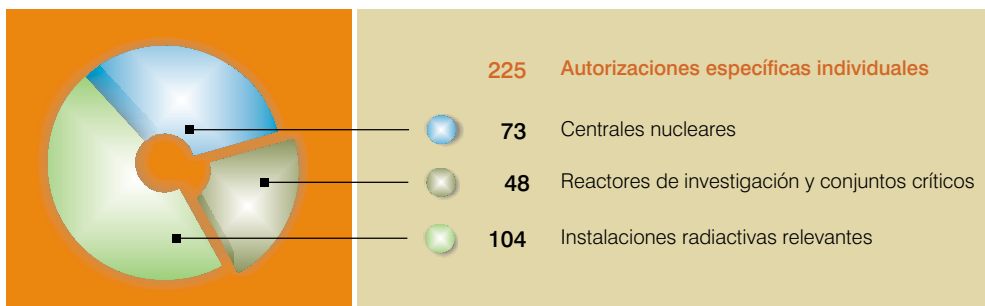 225 Autorizaciones específicas individuales
73 Centrales nucleares
48 Reactores de investigación y conjuntos críticos
104 Instalaciones radiactivas relevantes